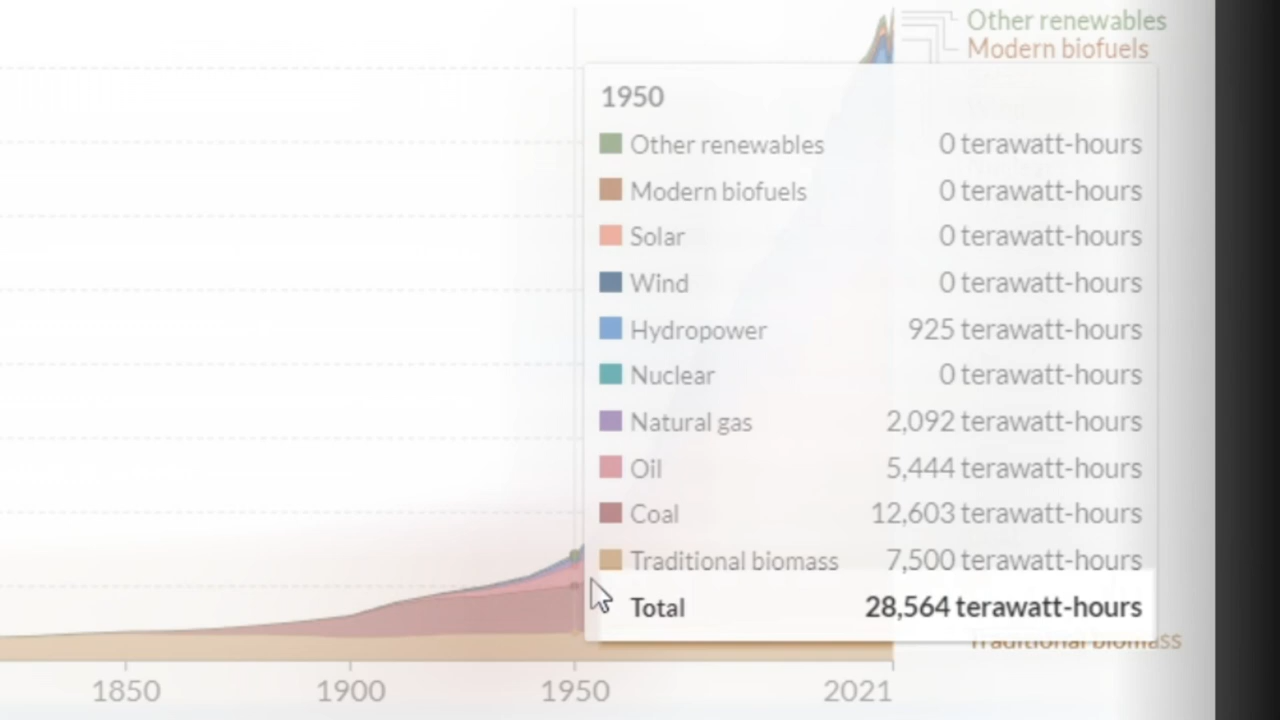 Other renewables
Modern biofuels
1950
Other renewables 0 terawatt-hours
Modern biofuels 0 terawatt-hours
Solar 0 terawatt-hours
Wind 0 terawatt-hours
Hydropower 925 terawatt-hours
Nuclear 0 terawatt-hours
Natural gas 2,092 terawatt-hours
Oil 5,444 terawatt-hours
Coal 12,603 terawatt-hours
Traditional biomass 7,500 terawatt-hours
Total 28,564 terawatt-hours
Traditional biomass
1850 1900 1950 2021